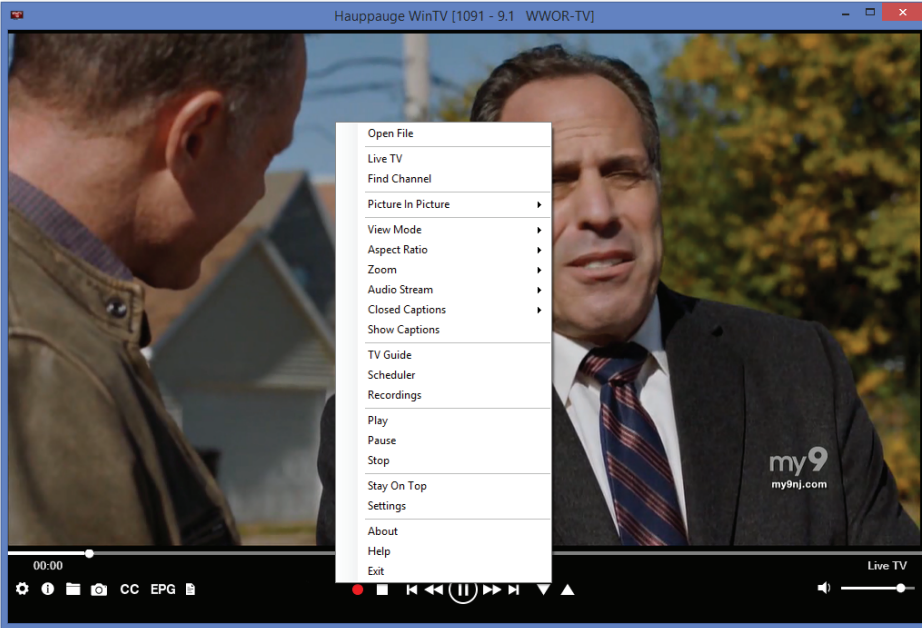 Hauppauge WinTV [1091 - 9.1   WWOR-TV]
Open File
Live TV
Find Channel
Picture In Picture
View Mode
Aspect Ratio
Zoom
Audio Stream
Closed Captions
Show Captions
TV Guide
Scheduler
Recordings
Play
Pause
Stop
Stay On Top
Settings
About
Help
Exit
my9
my9nj.com
00:00
Live TV
CC EPG